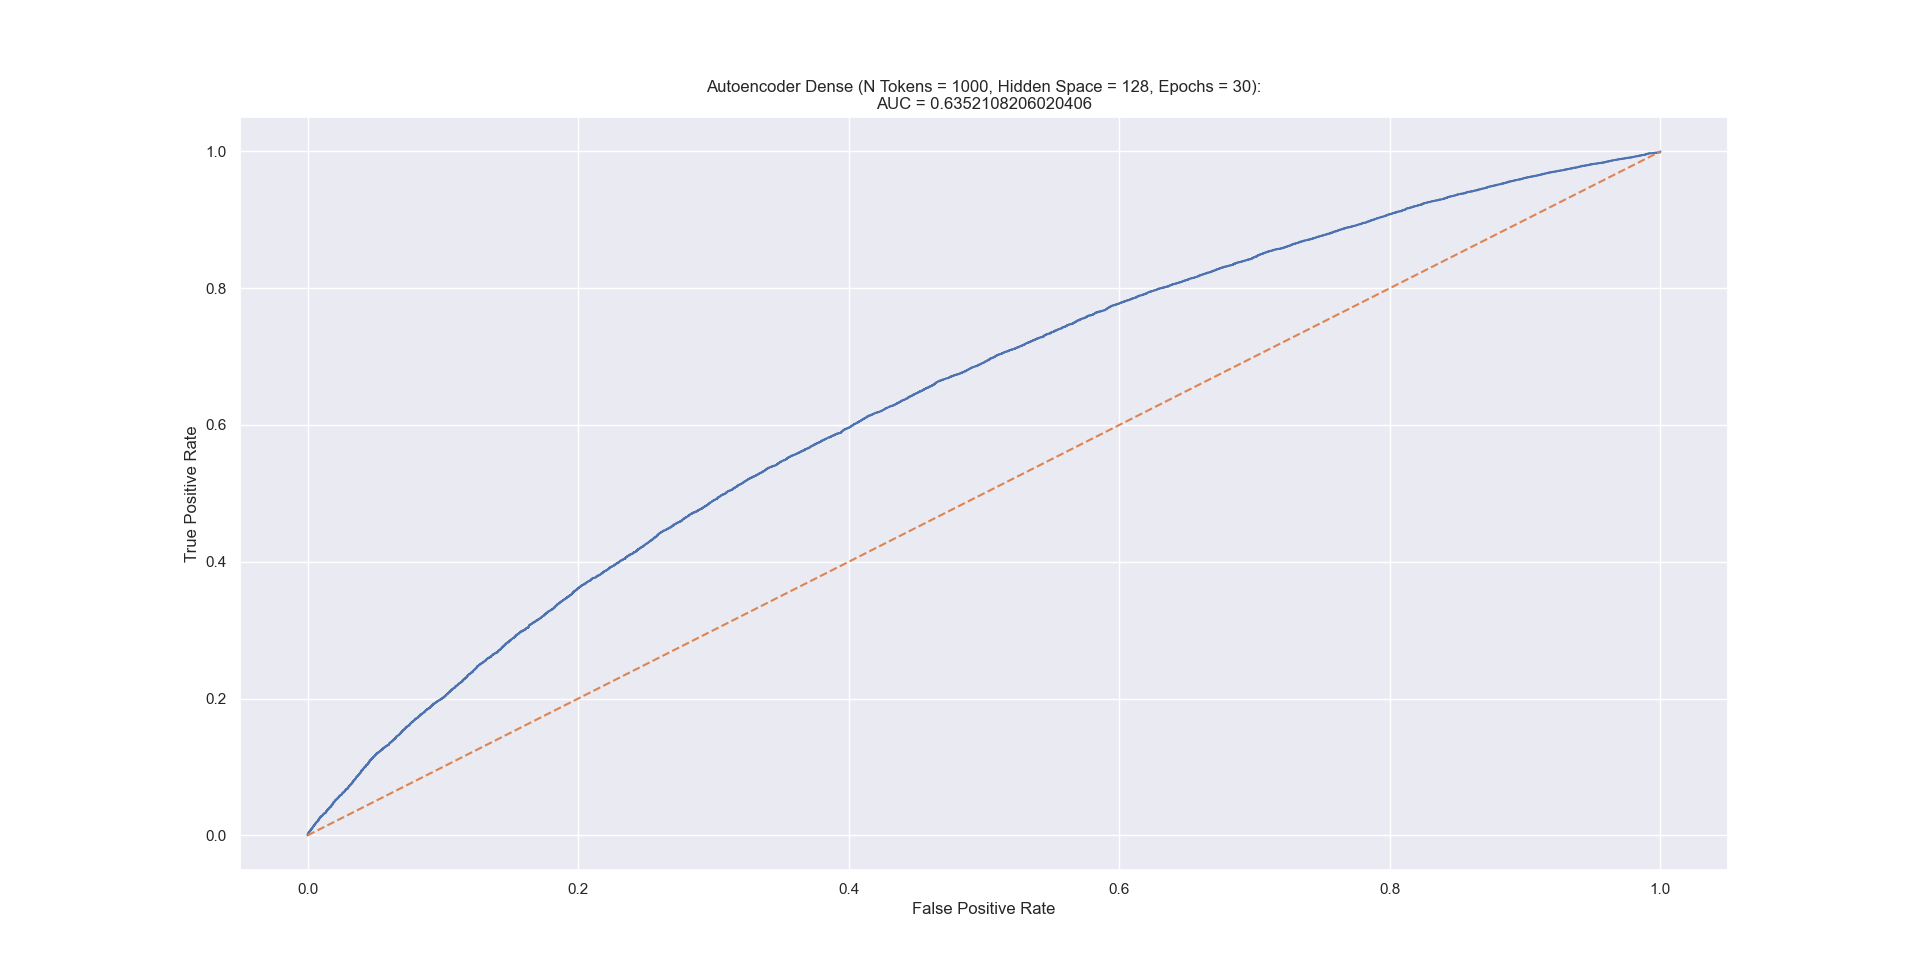 Autoencoder Dense (N Tokens = 1000, Hidden Space = 128, Epochs = 30):
AUC = 0.6352108206020406
1.0
0.8
0.6
0.4
0.2
0.0
True Positive Rate
0.0 0.2 0.4 0.6 0.8 1.0
False Positive Rate